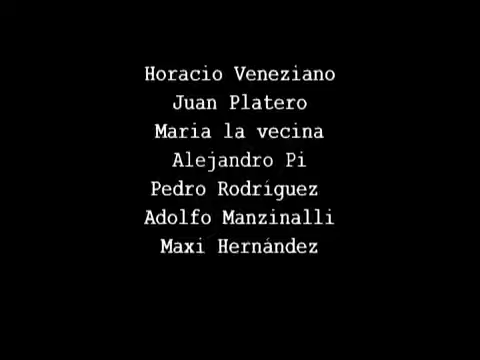 Horacio Veneziano
Juan Platero
Maria la vecina
Alejandro Pi
Pedro Rodríguez
Adolfo Manzinalli
Maxi Hernández